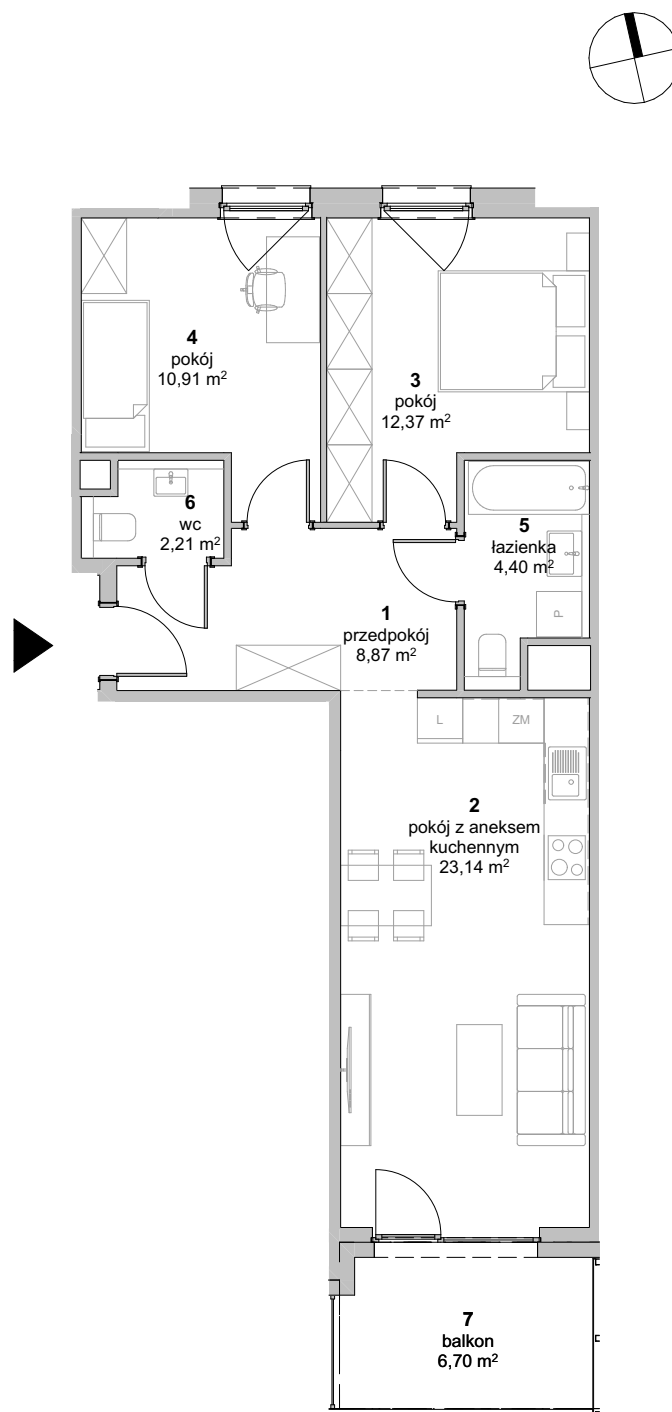 4
pokój
10,91 m²
3
pokój
12,37 m²
6
wc
2,21 m²
5
łazienka
4,40 m²
P
1
przedpokój
8,87 m²
L
ZM
2
pokój z aneksem
kuchennym
23,14 m²
7
balkon
6,70 m²